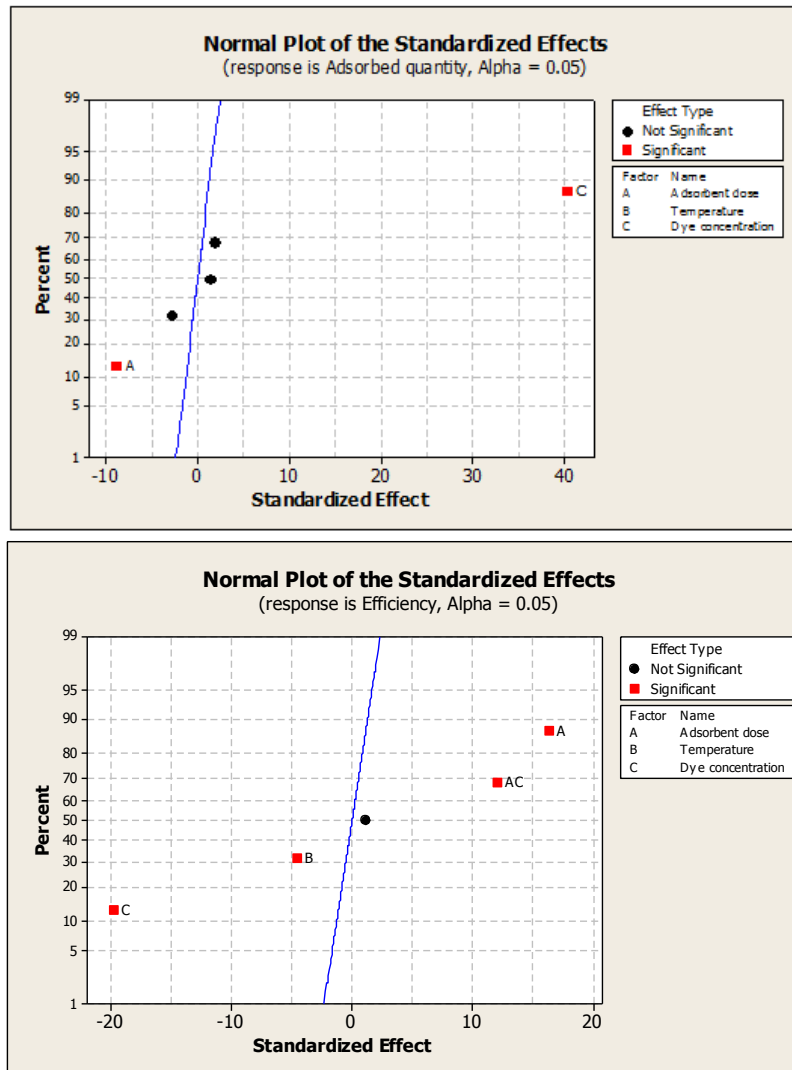 Normal Plot of the Standardized Effects
(response is Adsorbed quantity, Alpha = 0.05)
99
95
90
80
70
60
50
40
30
20
10
5
1
Percent
-10 0 10 20 30 40
Standardized Effect
A
C
Effect Type
Not Significant
Significant
Factor Name
A Adsorbent dose
B Temperature
C Dye concentration
Normal Plot of the Standardized Effects
(response is Efficiency, Alpha = 0.05)
99
95
90
80
70
60
50
40
30
20
10
5
1
Percent
-20 -10 0 10 20
Standardized Effect
A
AC
B
C
Effect Type
Not Significant
Significant
Factor Name
A Adsorbent dose
B Temperature
C Dye concentration